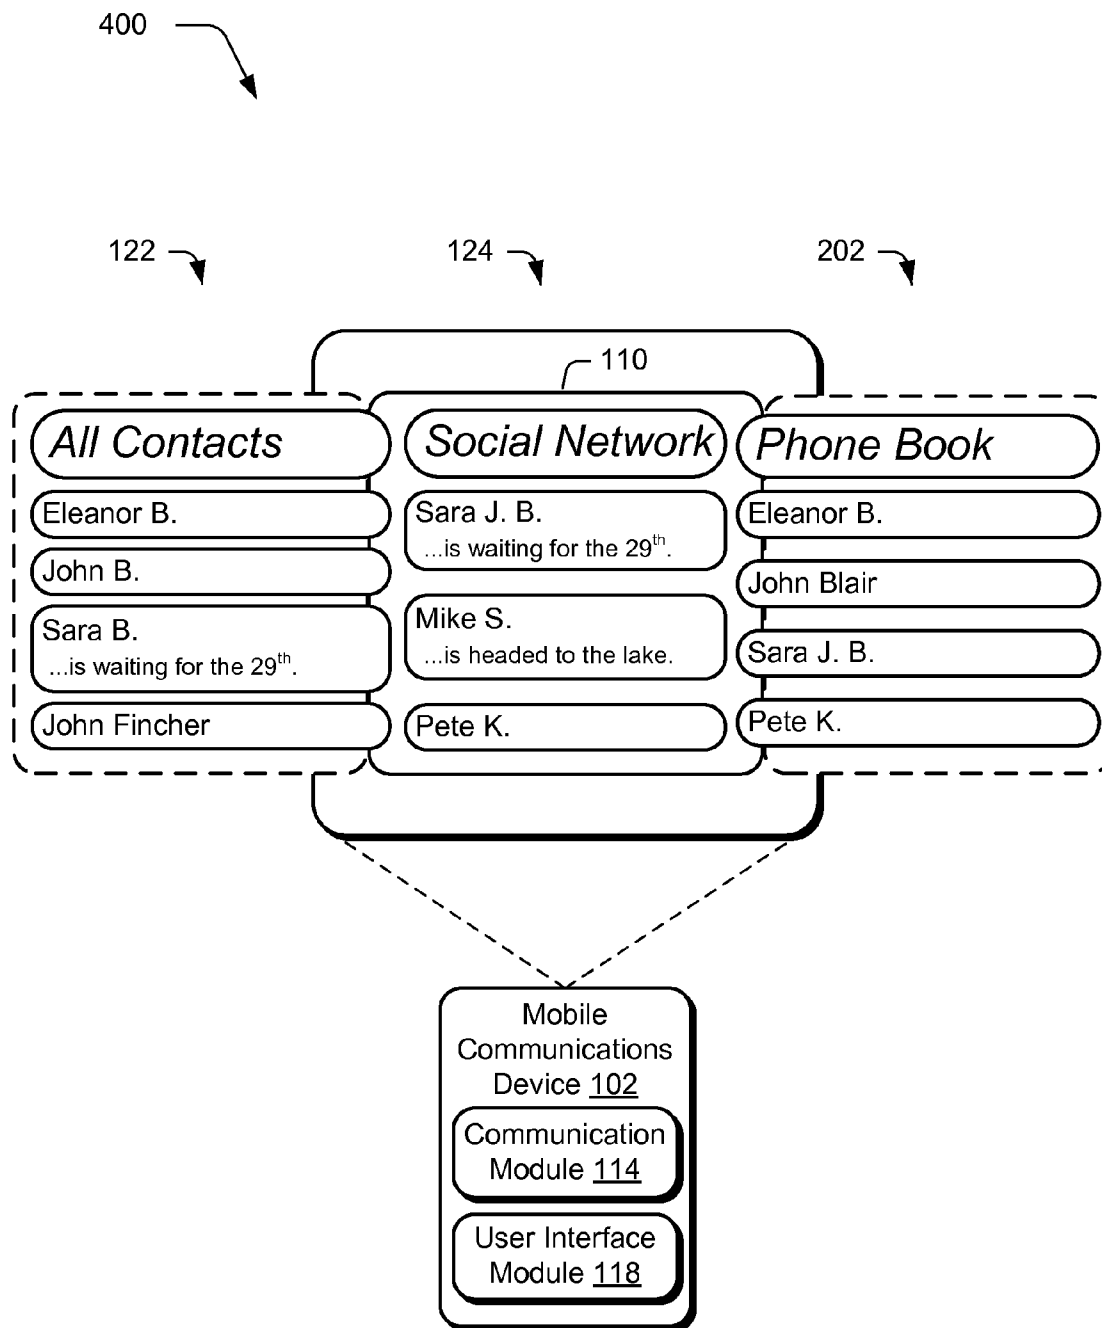 400
122
124
202
110
All Contacts
Eleanor B.
John B.
Sara B.
...is waiting for the 29th.
John Fincher
Social Network
Sara J. B.
...is waiting for the 29th.
Mike S.
...is headed to the lake.
Pete K.
Phone Book
Eleanor B.
John Blair
Sara J. B.
Pete K.
Mobile
Communications
Device 102
Communication
Module 114
User Interface
Module 118